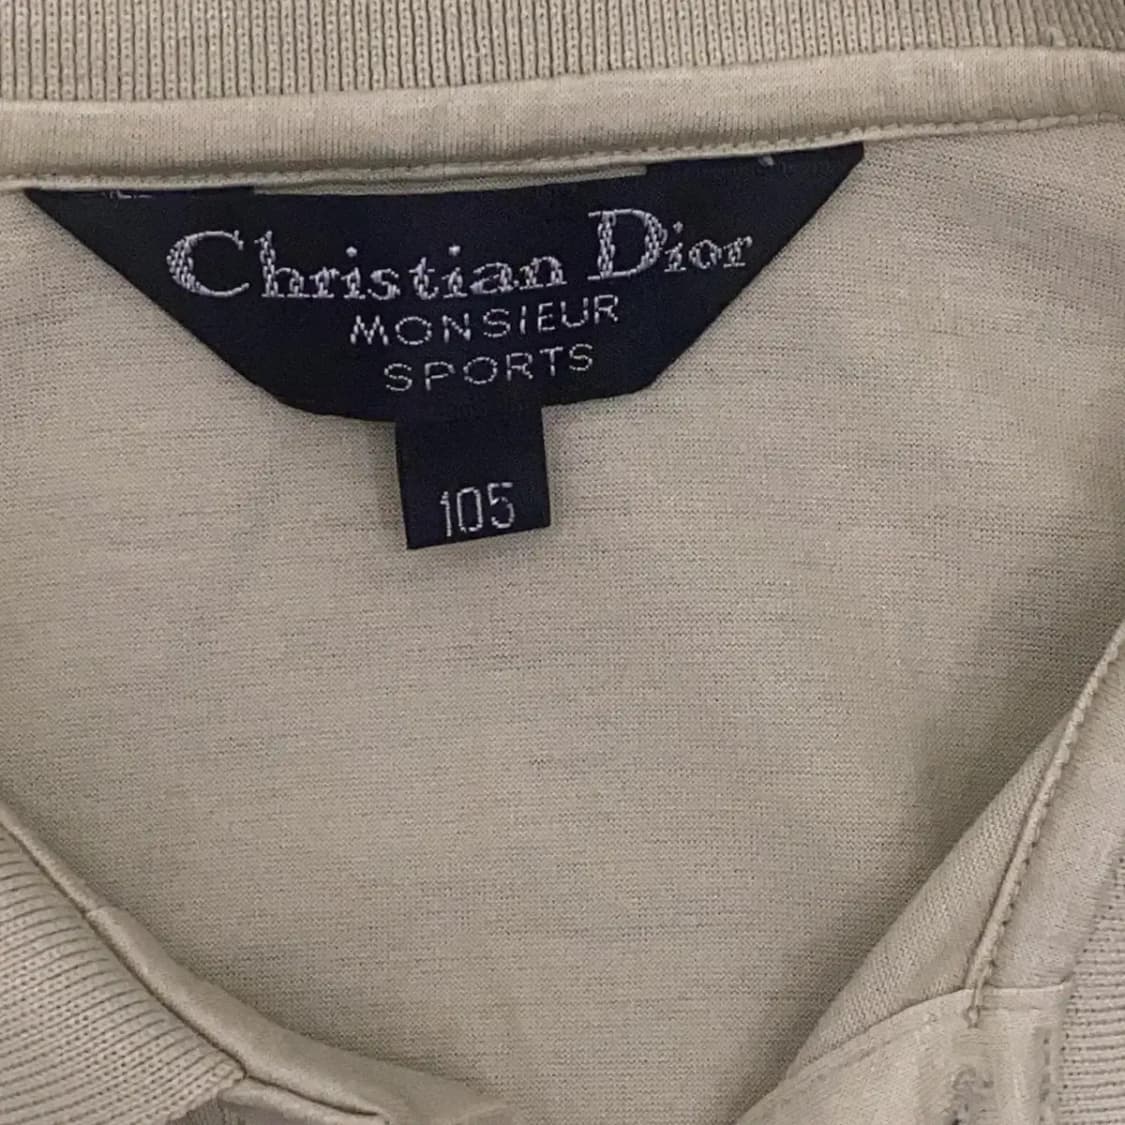 Christian Dior
MONSIEUR
SPORTS
105